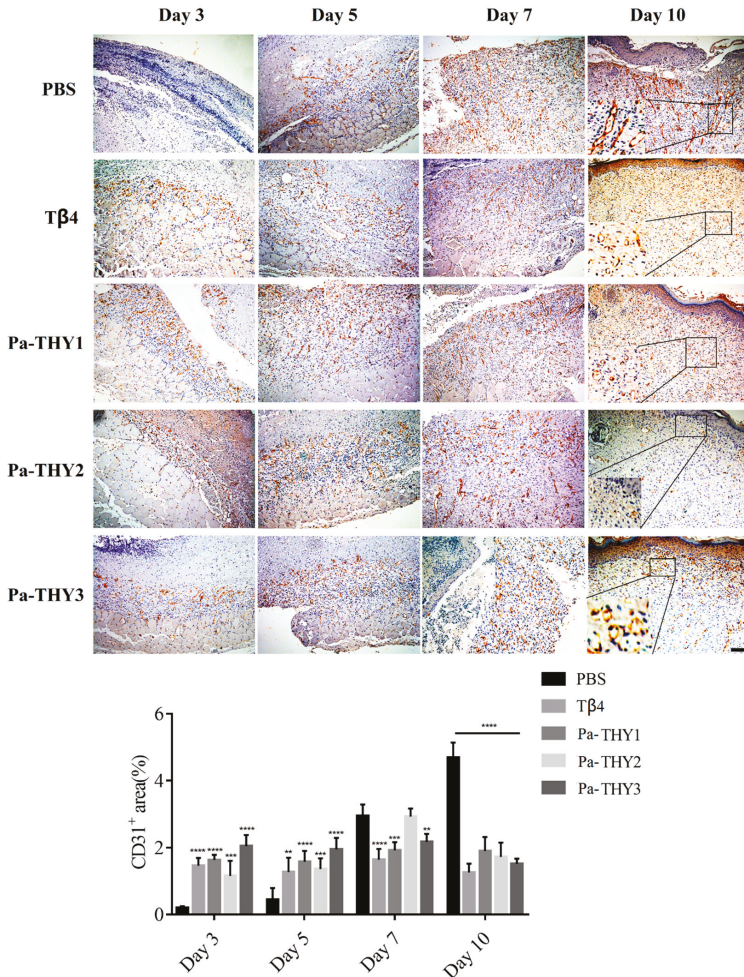 Day 3 Day 5 Day 7 Day 10
PBS
Tβ4
Pa-THY1
Pa-THY2
Pa-THY3
PBS
Tβ4
Pa-THY1
Pa-THY2
Pa-THY3
CD31+ area(%)
6
4
2
0
****
**** **** *** ****
** **** *** ****
**** *** **
Day 3 Day 5 Day 7 Day 10